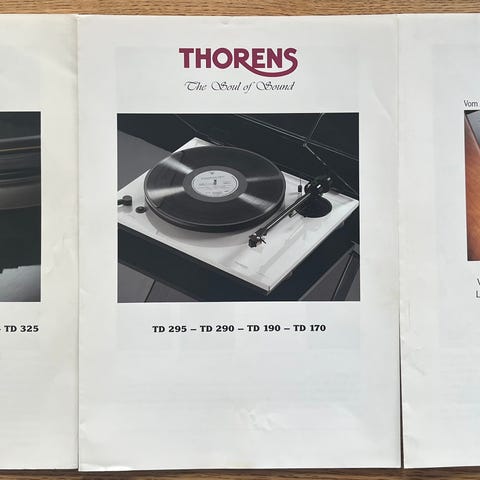 THORENS
The Soul of Sound
TD 295 – TD 290 – TD 190 – TD 170
– TD 325
Vom